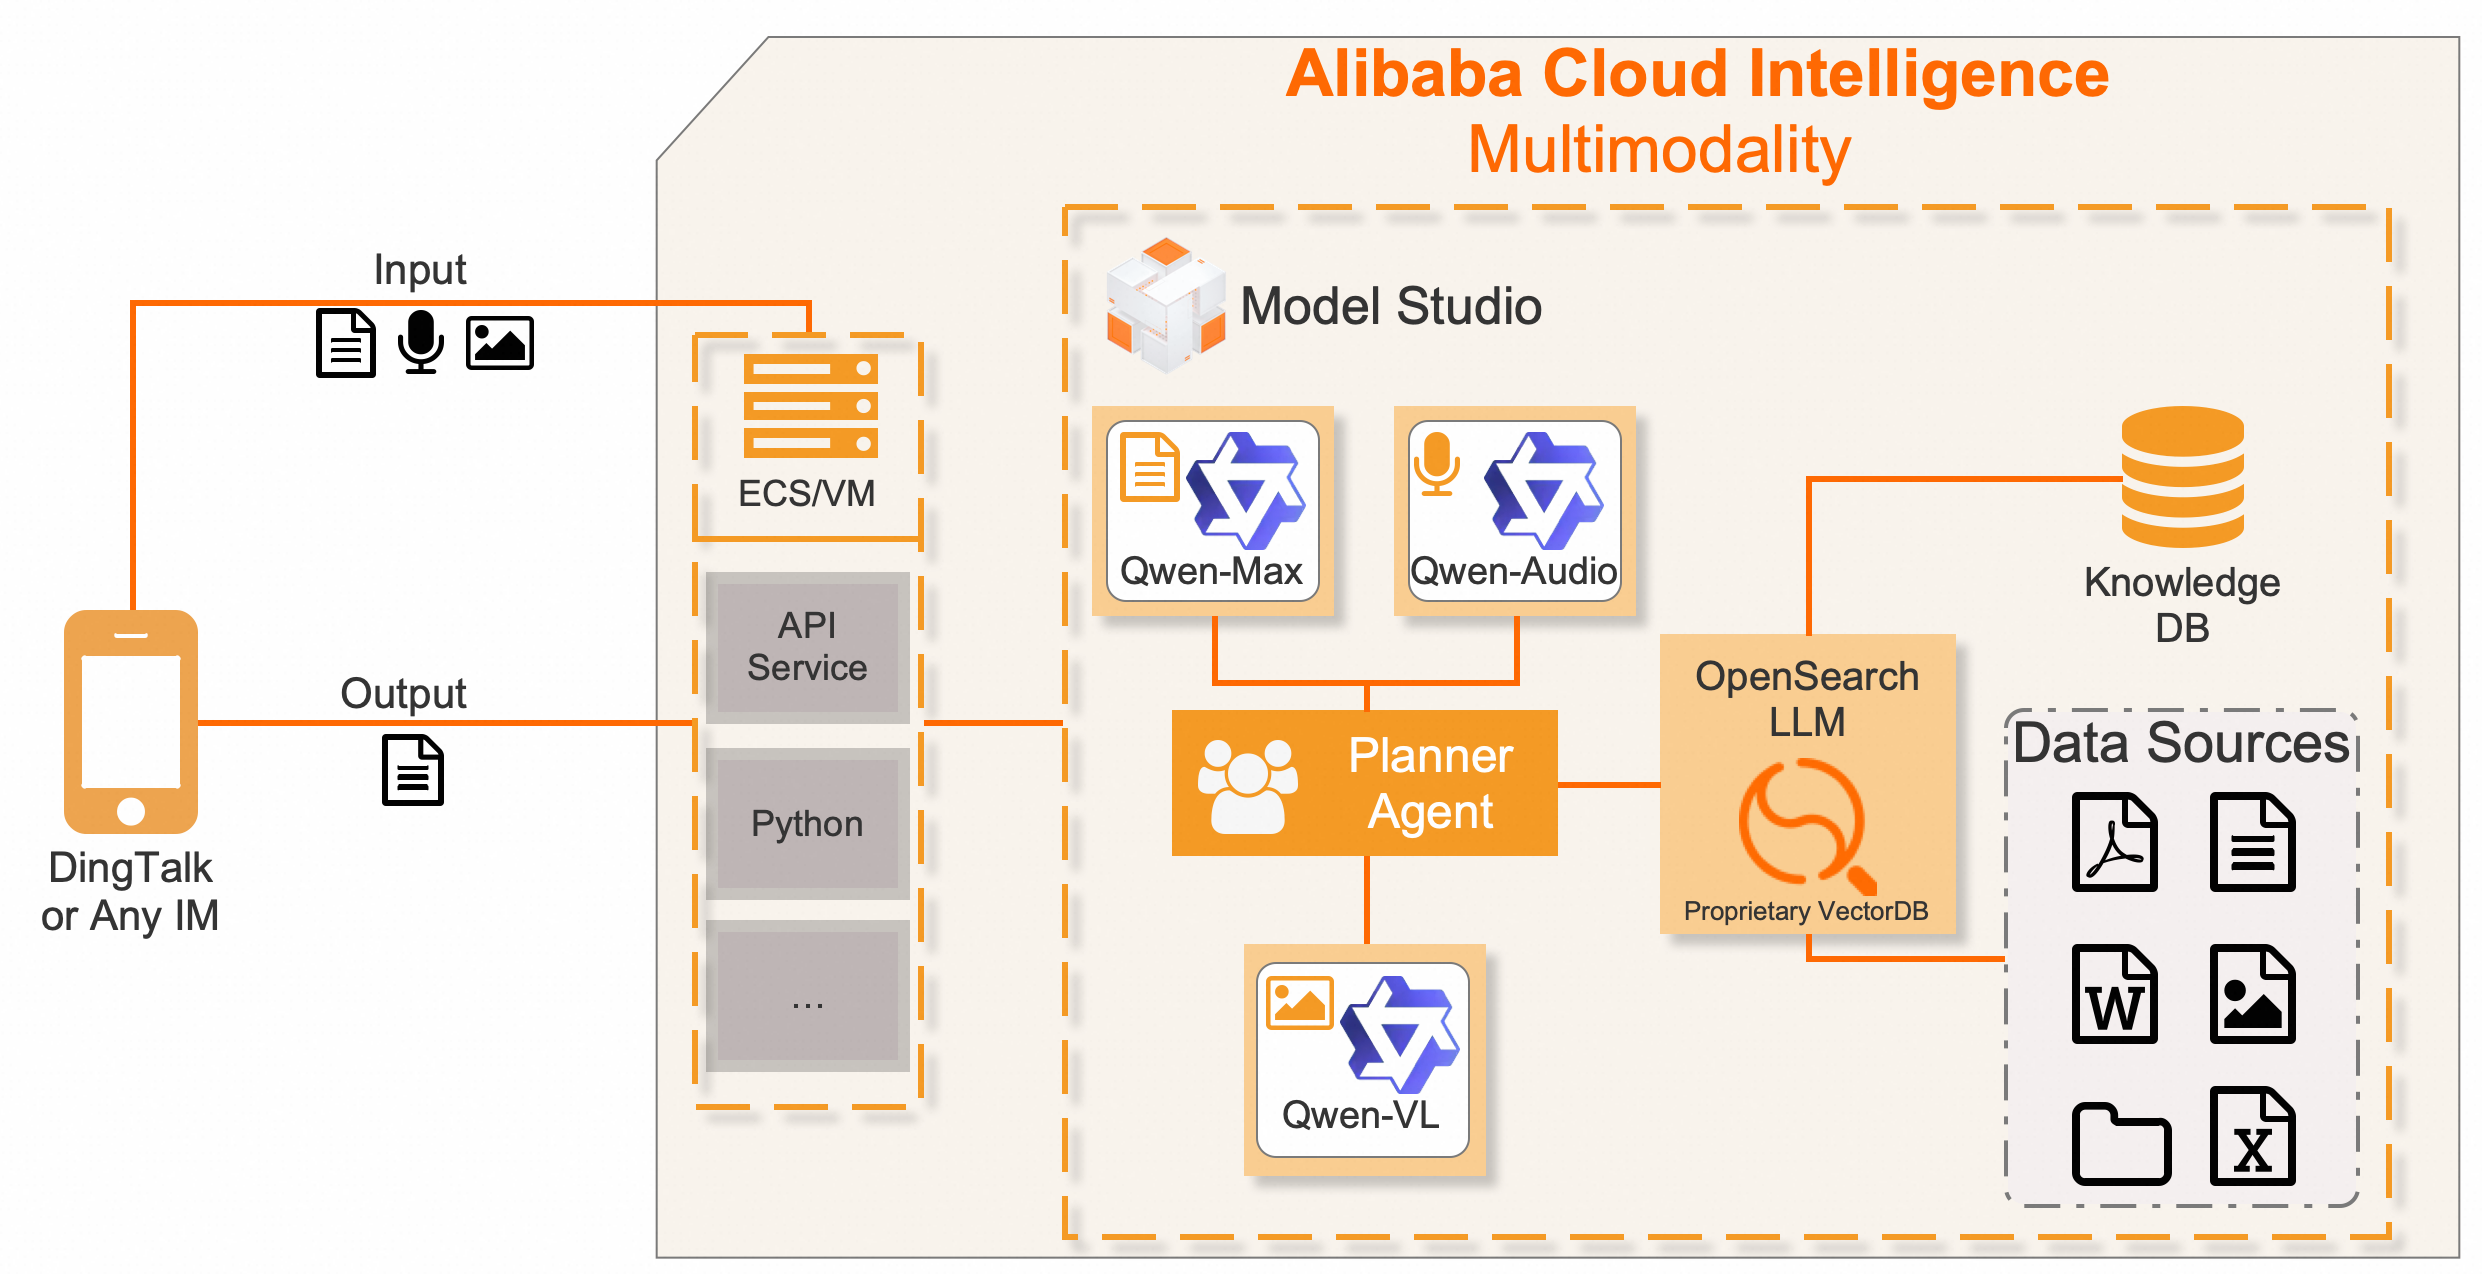 Alibaba Cloud Intelligence
Multimodality
Input
Output
DingTalk
or Any IM
ECS/VM
API
Service
Python
...
Model Studio
Qwen-Max
Qwen-Audio
Planner
Agent
Qwen-VL
OpenSearch
LLM
Proprietary VectorDB
Knowledge
DB
Data Sources
W
X